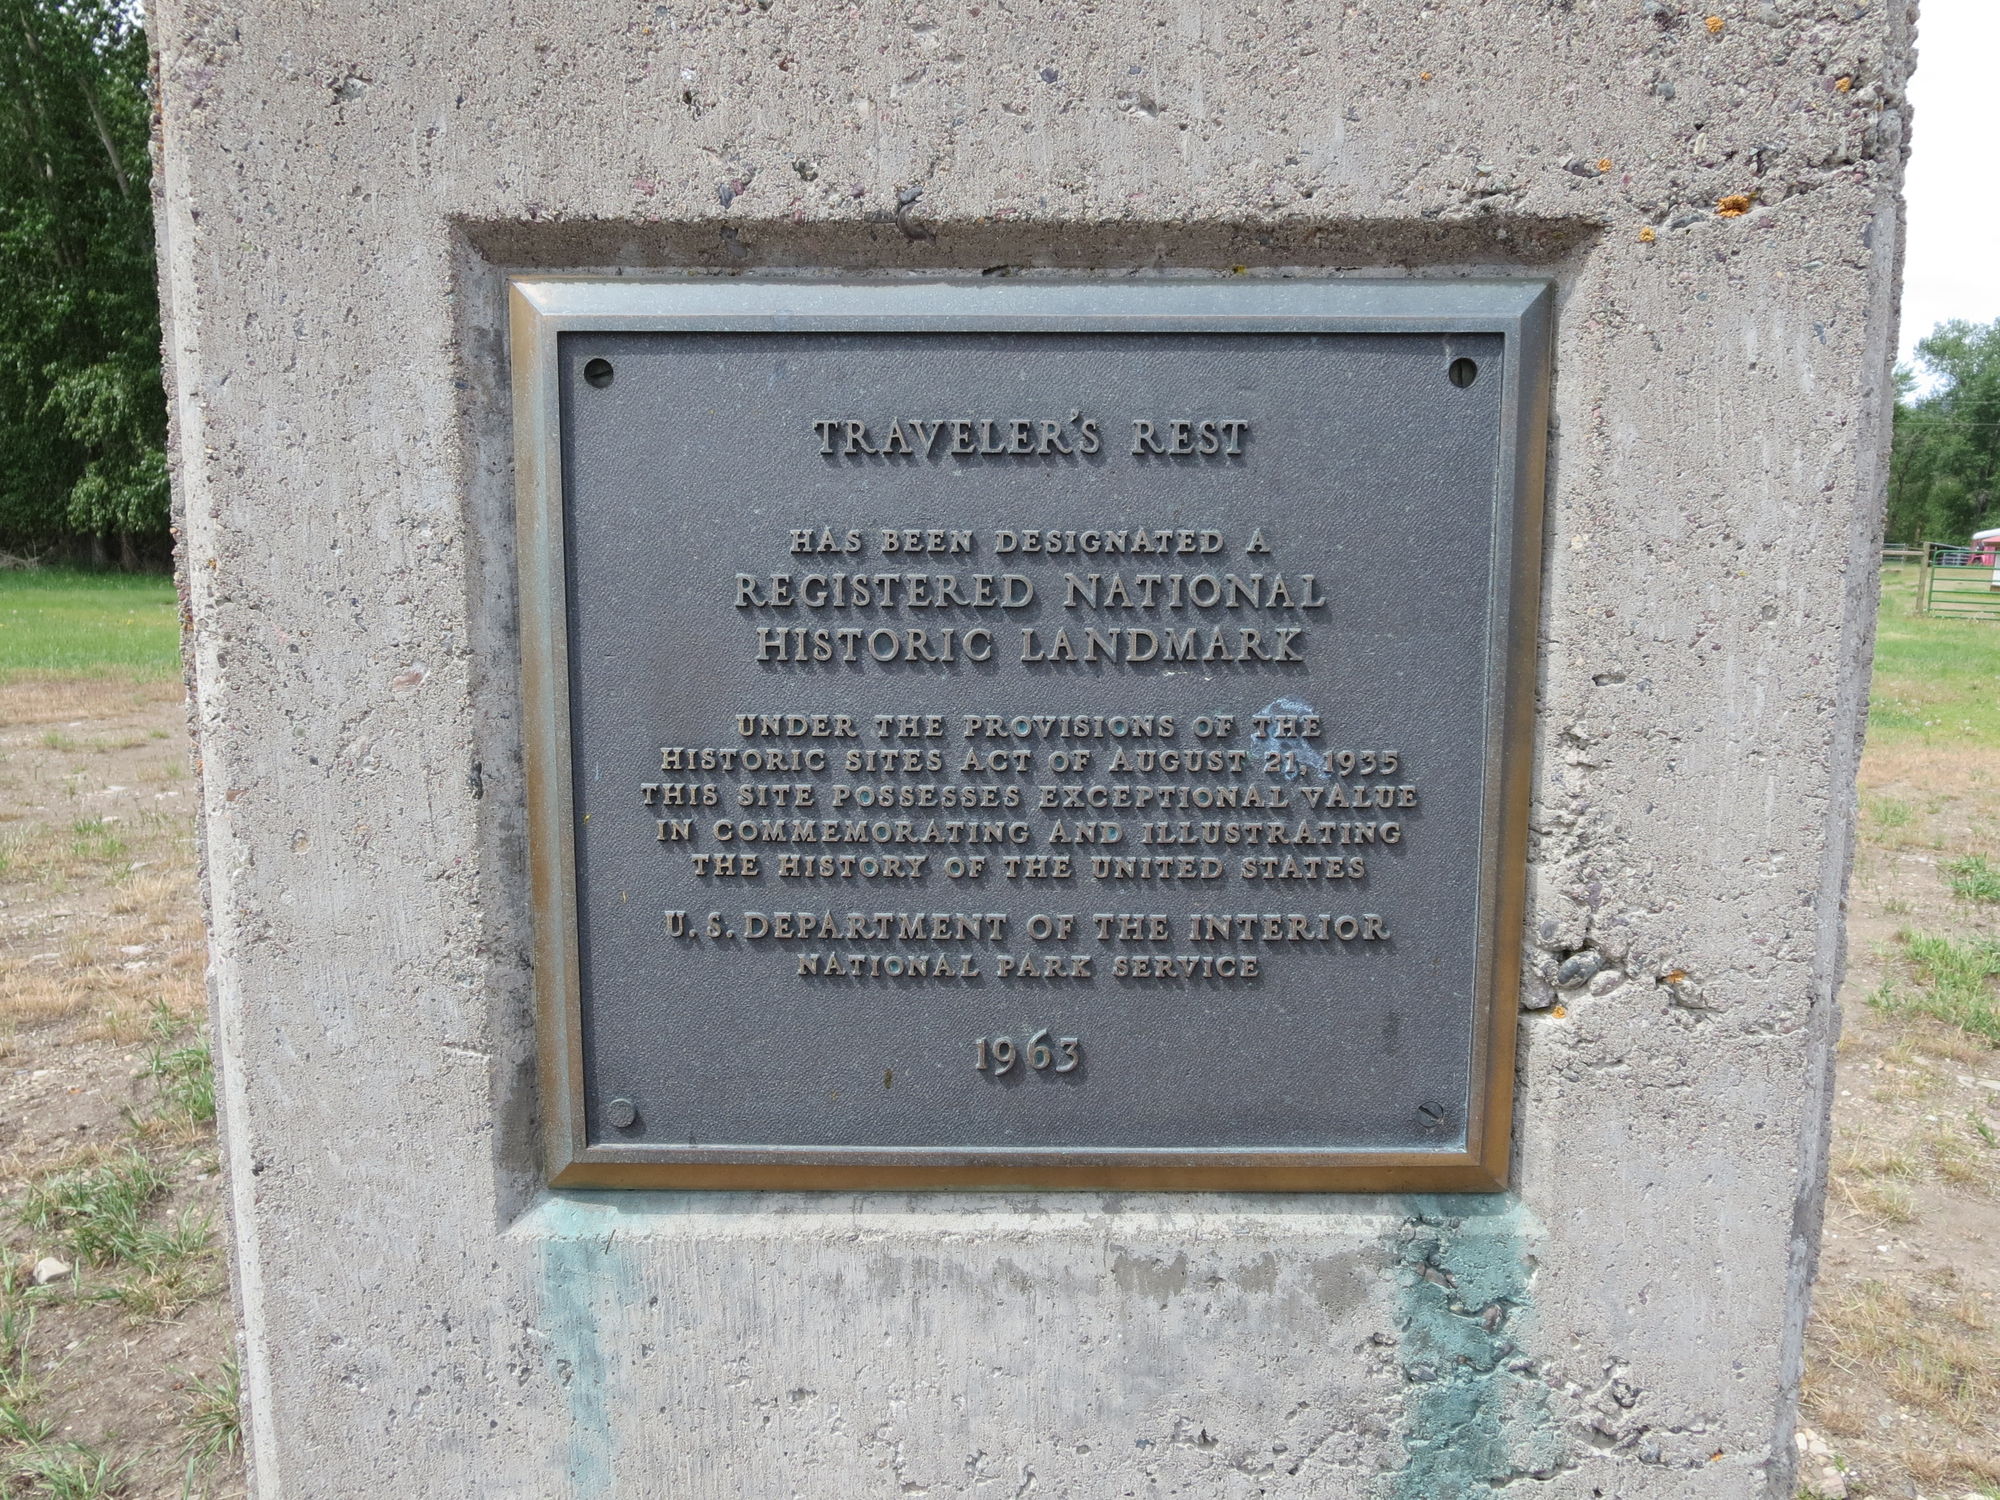 TRAVELER'S REST
HAS BEEN DESIGNATED A
REGISTERED NATIONAL
HISTORIC LANDMARK
UNDER THE PROVISIONS OF THE
HISTORIC SITES ACT OF AUGUST 21, 1935
THIS SITE POSSESSES EXCEPTIONAL VALUE
IN COMMEMORATING AND ILLUSTRATING
THE HISTORY OF THE UNITED STATES
U.S. DEPARTMENT OF THE INTERIOR
NATIONAL PARK SERVICE
1963